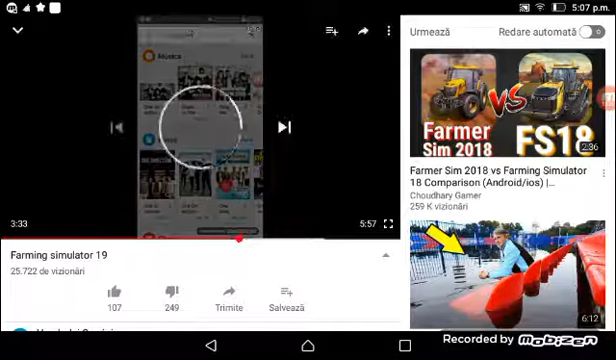 5:07 p.m.
Música
3:33
5:57
Farming simulator 19
25.722 de vizionări
107
249
Trimite
Salvează
Urmează
Redare automată
Farmer Sim 2018
VS
FS18
2:36
Farmer Sim 2018 vs Farming Simulator
18 Comparison (Android/ios) |...
Choudhary Gamer
259 K vizionări
6:12
Recorded by MOBIZEN